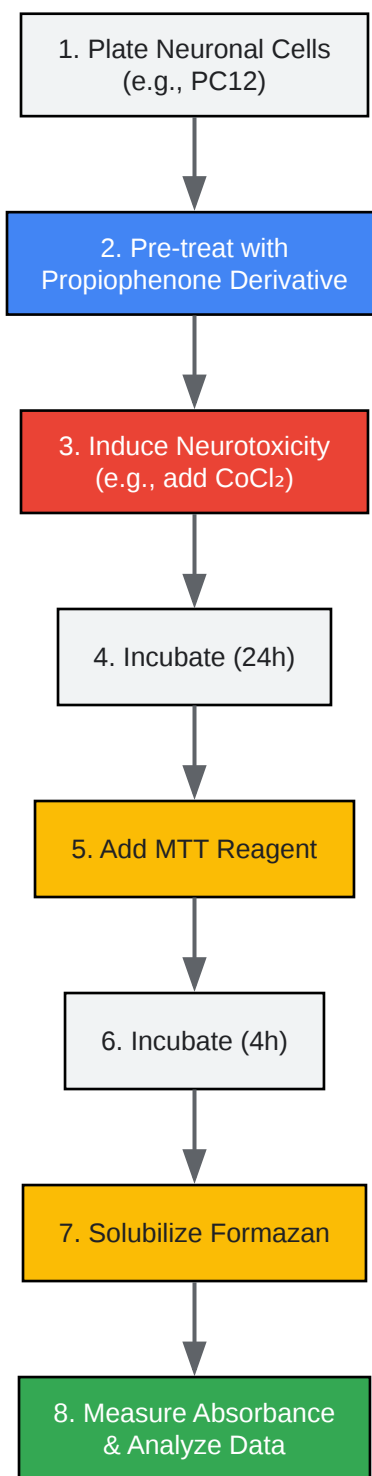 1. Plate Neuronal Cells
(e.g., PC12)
2. Pre-treat with
Propiophenone Derivative
3. Induce Neurotoxicity
(e.g., add CoCl₂)
4. Incubate (24h)
5. Add MTT Reagent
6. Incubate (4h)
7. Solubilize Formazan
8. Measure Absorbance
& Analyze Data